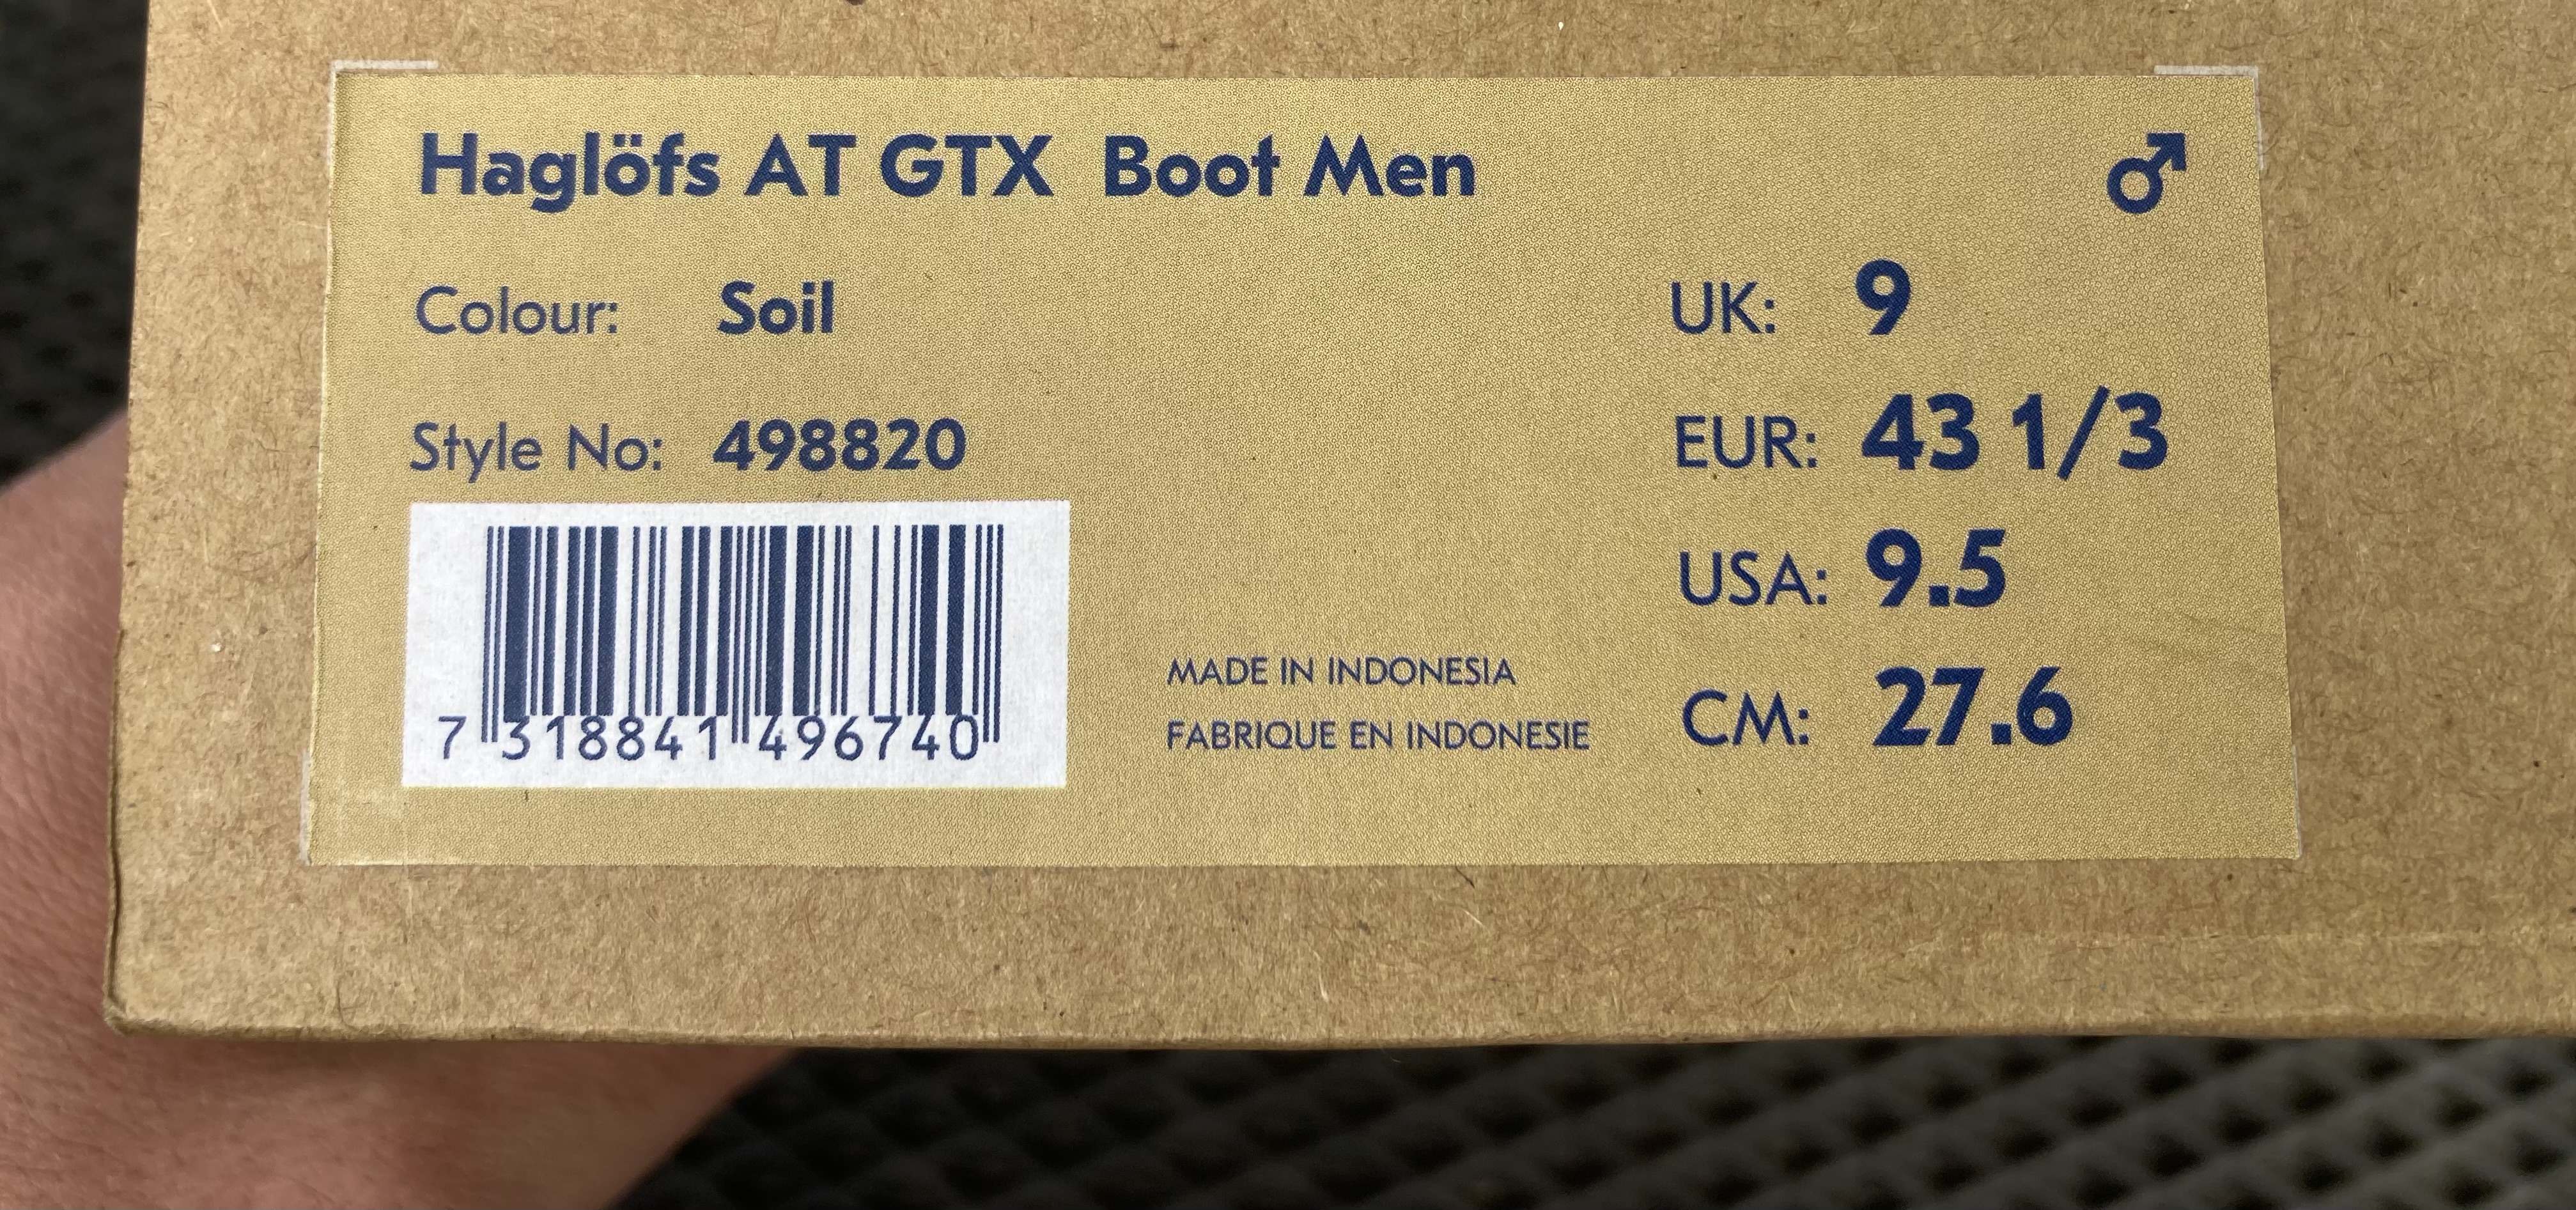 Haglöfs AT GTX Boot Men ♂
Colour: Soil
UK: 9
Style No: 498820
EUR: 43 1/3
USA: 9.5
MADE IN INDONESIA
FABRIQUE EN INDONESIE
CM: 27.6
7 318841 496740